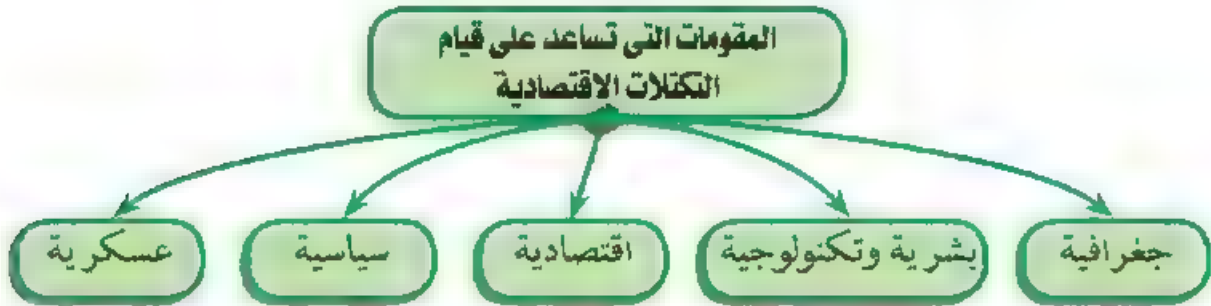 المقومات التى تساعد على قيام
التكتلات الاقتصادية
جغرافية
بشرية وتكنولوجية
اقتصادية
سياسية
عسكرية